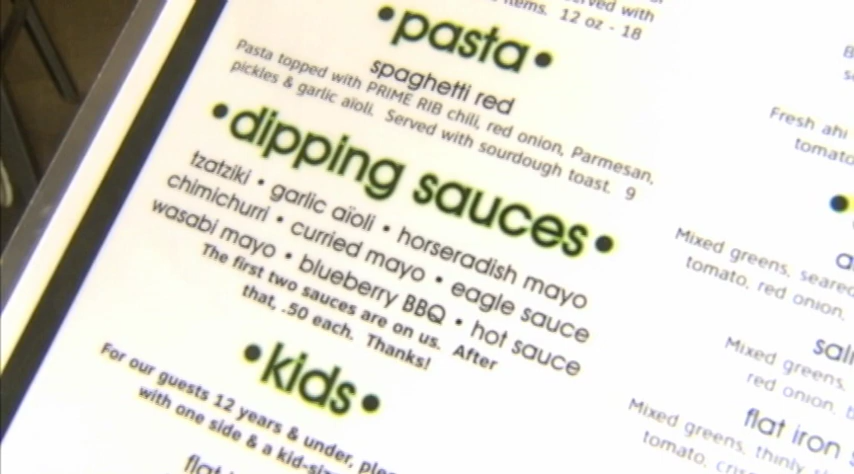 served with
items. 12 oz - 18
•pasta•
spaghetti red
Pasta topped with PRIME RIB chili, red onion, Parmesan,
pickles & garlic aïoli. Served with sourdough toast. 9
•dipping sauces•
tzatziki • garlic aïoli • horseradish mayo
chimichurri • curried mayo • eagle sauce
wasabi mayo • blueberry BBQ • hot sauce
The first two sauces are on us. After
that, .50 each. Thanks!
•kids•
For our guests 12 years & under,
with one side & a
Fresh ahi
tomato
Mixed greens, seared
tomato, red onion,
Mixed greens,
red onion,
flat iron
Mixed greens, thinly
tomato,